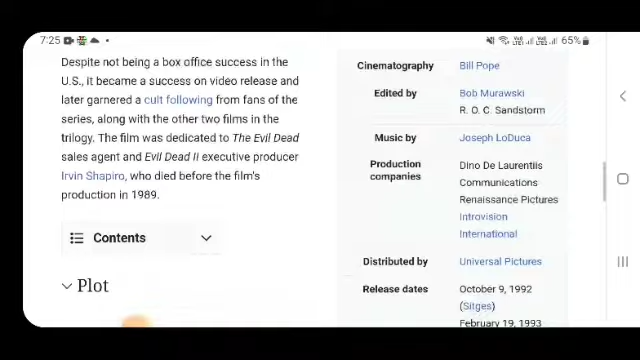 7:25
65%
Despite not being a box office success in the
U.S., it became a success on video release and
later garnered a cult following from fans of the
series, along with the other two films in the
trilogy. The film was dedicated to The Evil Dead
sales agent and Evil Dead II executive producer
Irvin Shapiro, who died before the film's
production in 1989.
Contents
Plot
Cinematography Bill Pope
Edited by Bob Murawski
R. O. C. Sandstorm
Music by Joseph LoDuca
Production Dino De Laurentiis
companies Communications
Renaissance Pictures
Introvision
International
Distributed by Universal Pictures
Release dates October 9, 1992
(Sitges)
February 19, 1993